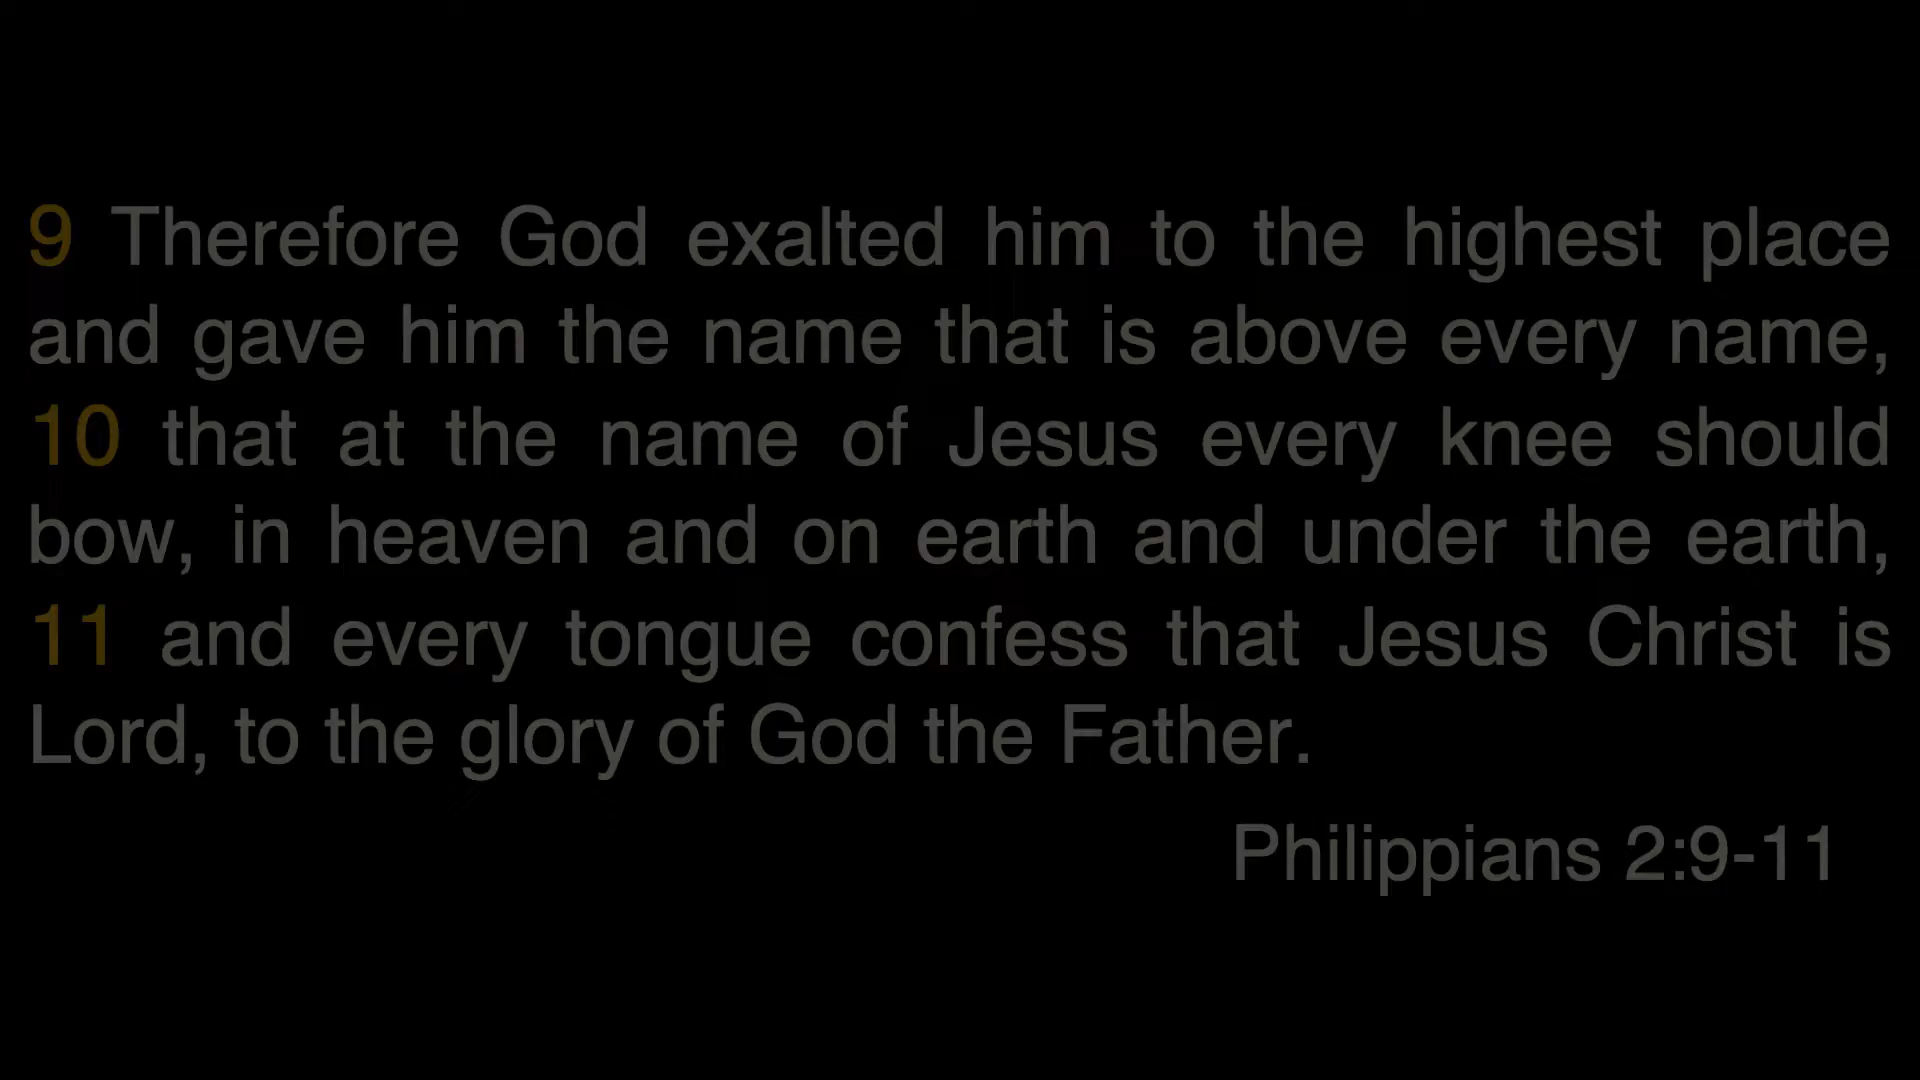 9 Therefore God exalted him to the highest place
and gave him the name that is above every name,
10 that at the name of Jesus every knee should
bow, in heaven and on earth and under the earth,
11 and every tongue confess that Jesus Christ is
Lord, to the glory of God the Father.
Philippians 2:9-11